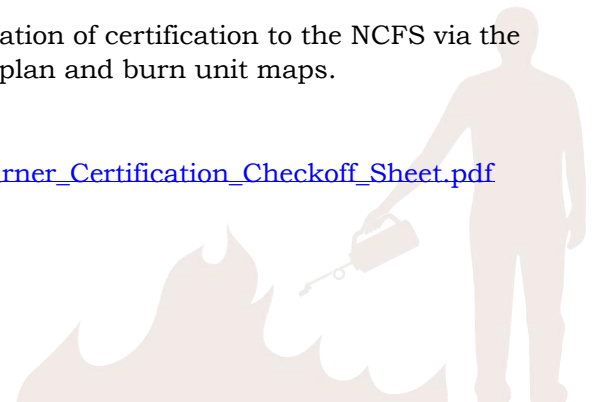 ation of certification to the NCFS via the
plan and burn unit maps.
rner_Certification_Checkoff_Sheet.pdf